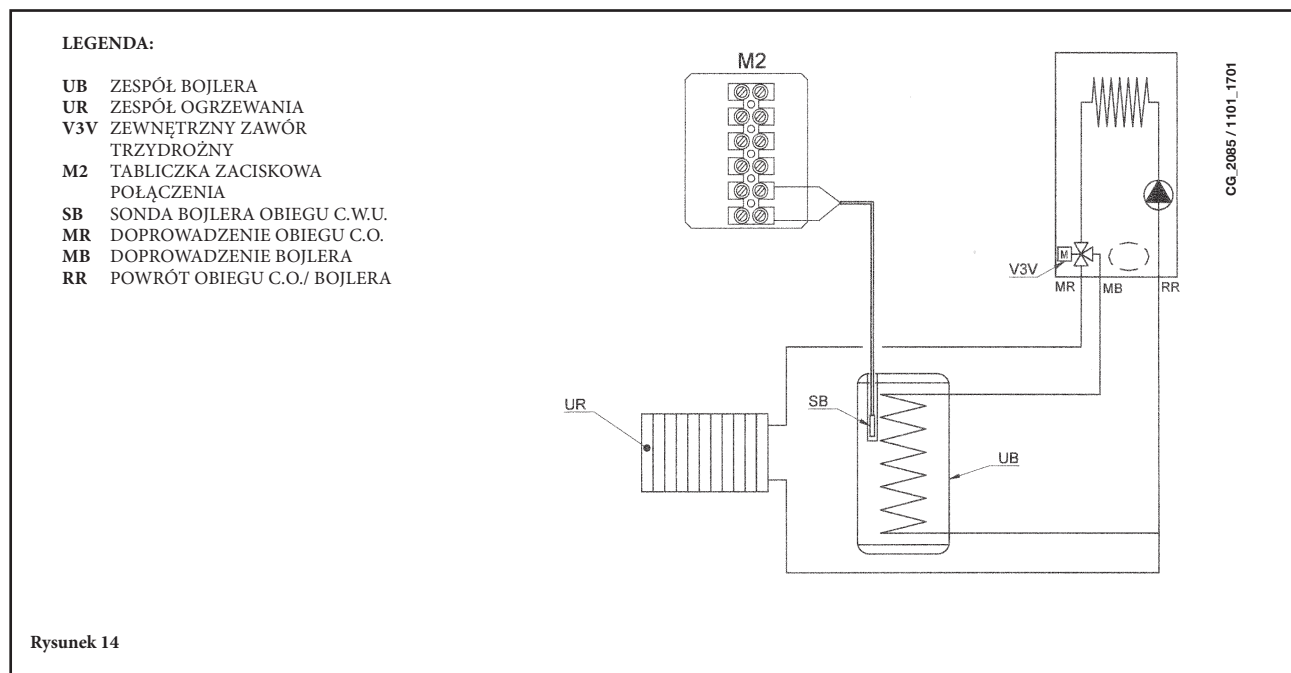 LEGENDA:
UB ZESPÓŁ BOJLERA
UR ZESPÓŁ OGRZEWANIA
V3V ZEWNĘTRZNY ZAWÓR
TRZYDROŻNY
M2 TABLICZKA ZACISKOWA
POŁĄCZENIA
SB SONDA BOJLERA OBIEGU C.W.U.
MR DOPROWADZENIE OBIEGU C.O.
MB DOPROWADZENIE BOJLERA
RR POWRÓT OBIEGU C.O./ BOJLERA
M2
CG_2085 / 1101_1701
M
V3V
MR
MB
RR
UR
SB
UB
Rysunek 14